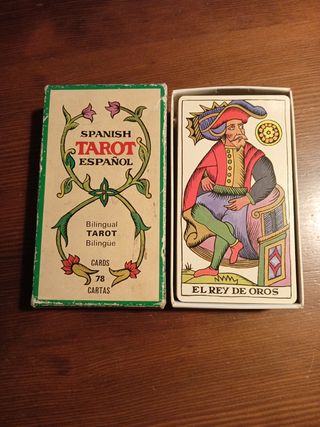 SPANISH
TAROT
ESPAÑOL
Bilingual
TAROT
Bilingüe
CARDS
78
CARTAS
EL REY DE OROS